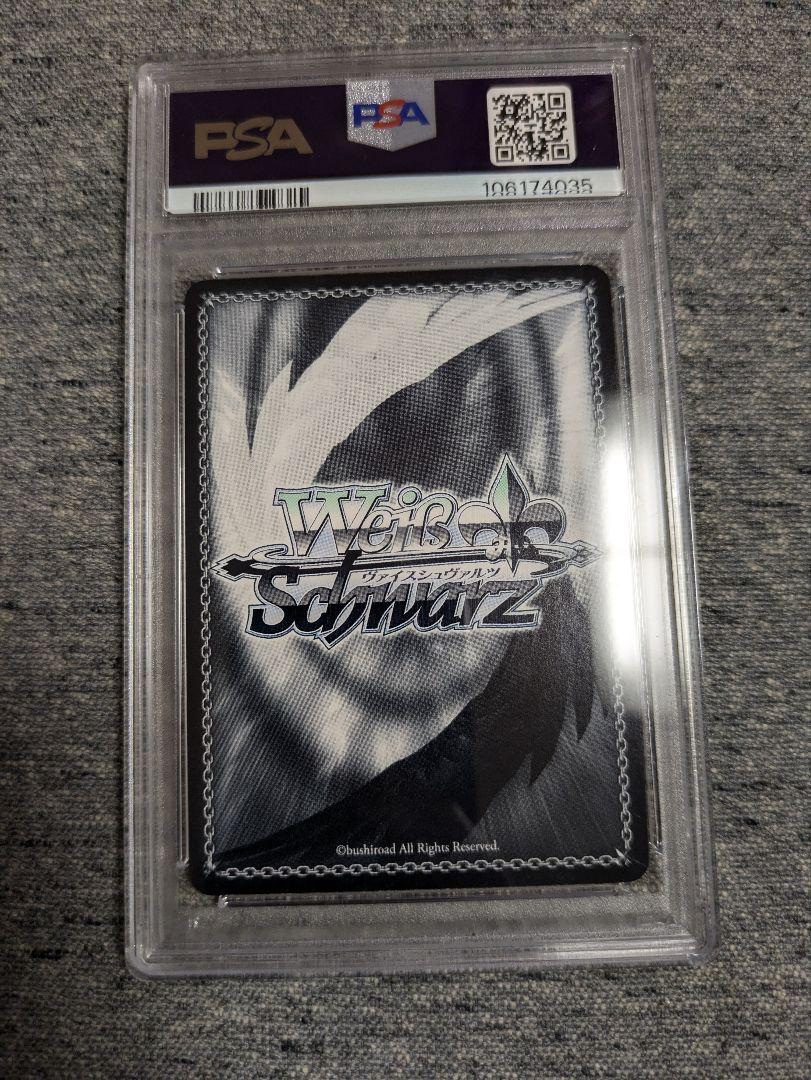 PSA
PSA
106174035
Weiß
ヴァイスシュヴァルツ
Schwarz
©bushiroad All Rights Reserved.